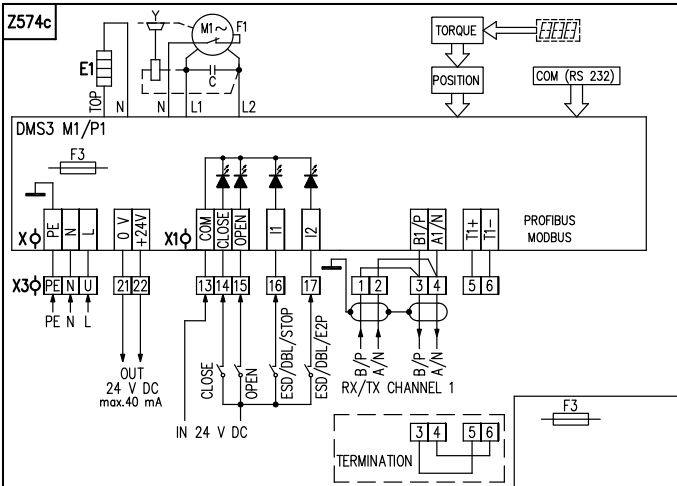 Z574c
Y
M1 ~
F1
E1
C
TOP
N
N
L1
L2
TORQUE
POSITION
COM (RS 232)
DMS3 M1/P1
F3
PE
N
L
0 V
+24V
COM
CLOSE
OPEN
I1
I2
B1/P
A1/N
T1+
T1-
PROFIBUS
MODBUS
X
X1
X3
PE
N
U
21
22
13
14
15
16
17
1
2
3
4
5
6
PE N L
OUT
24 V DC
max.40 mA
CLOSE
OPEN
ESD/DBL/STOP
ESD/DBL/E2P
B/P
A/N
B/P
A/N
RX/TX CHANNEL 1
IN 24 V DC
TERMINATION
3 4
5 6
F3